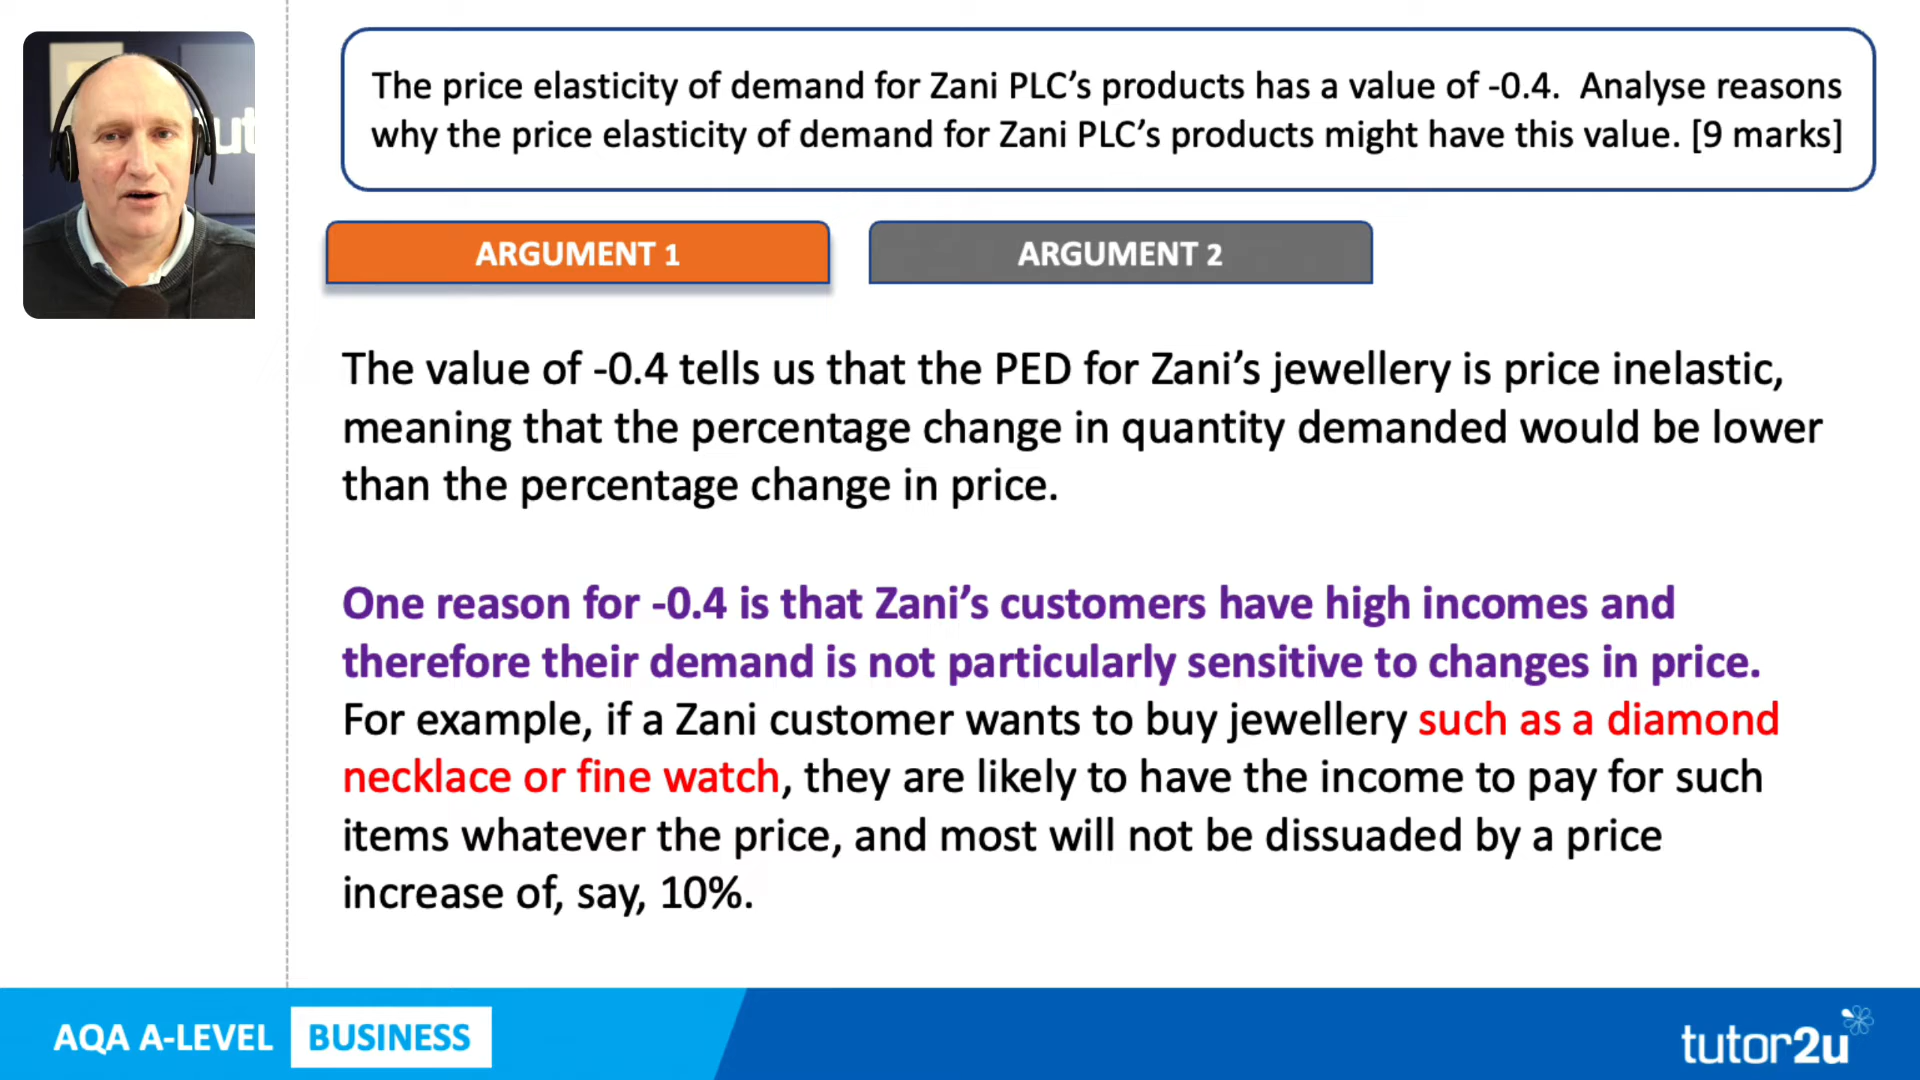 The price elasticity of demand for Zani PLC’s products has a value of -0.4. Analyse reasons
why the price elasticity of demand for Zani PLC’s products might have this value. [9 marks]
ut
ARGUMENT 1
ARGUMENT 2
The value of -0.4 tells us that the PED for Zani’s jewellery is price inelastic,
meaning that the percentage change in quantity demanded would be lower
than the percentage change in price.
One reason for -0.4 is that Zani’s customers have high incomes and
therefore their demand is not particularly sensitive to changes in price.
For example, if a Zani customer wants to buy jewellery such as a diamond
necklace or fine watch, they are likely to have the income to pay for such
items whatever the price, and most will not be dissuaded by a price
increase of, say, 10%.
AQA A-LEVEL BUSINESS
tutor2u